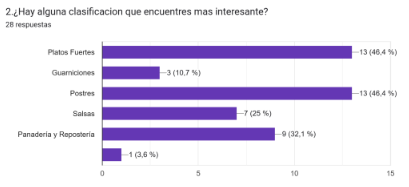 2.¿Hay alguna clasificacion que encuentres mas interesante?
28 respuestas
Platos Fuertes
13 (46,4 %)
Guarniciones
3 (10,7 %)
Postres
13 (46,4 %)
Salsas
7 (25 %)
Panadería y Repostería
9 (32,1 %)
1 (3,6 %)
0 5 10 15